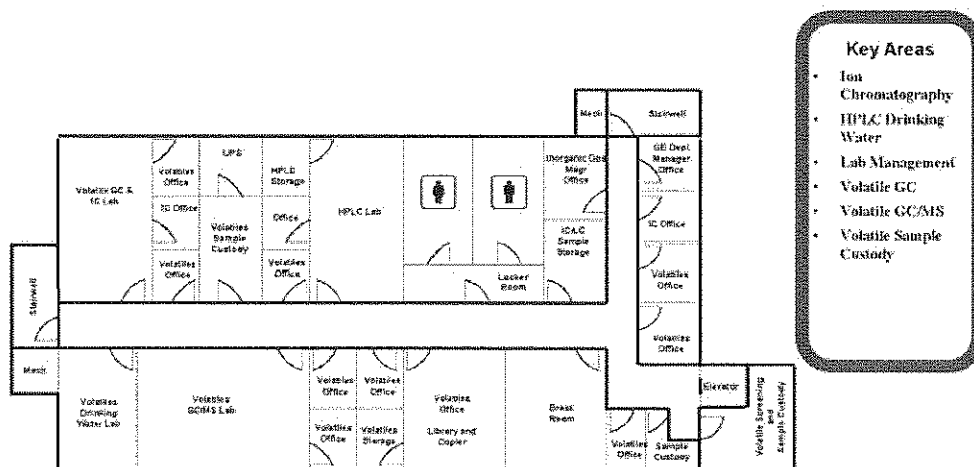 Key Areas
• Ion
Chromatography
• HPLC Drinking
Water
• Lab Management
• Volatile GC
• Volatile GC/MS
• Volatile Sample
Custody
Mech
Stairwell
Volatile GC &
IC Lab
Volatiles
Office
UPS
HPLC
Storage
HPLC Lab
Inorganic Gas
Mgr
Office
Manager
Office
IC Office
Volatiles
Sample
Custody
Office
IC/LC
Sample
Storage
IC Office
Volatiles
Office
Volatiles
Office
Locker
Room
Volatiles
Office
Volatiles
Office
Stairwell
Mech
Volatiles
Drinking
Water Lab
Volatiles
GC/MS Lab
Volatiles
Office
Volatiles
Office
Volatiles
Office
Volatiles
Storage
Volatiles
Office
Library and
Copier
Break
Room
Volatiles
Office
Sample
Custody
Elevator
Volatile Screening
and
Sample Custody